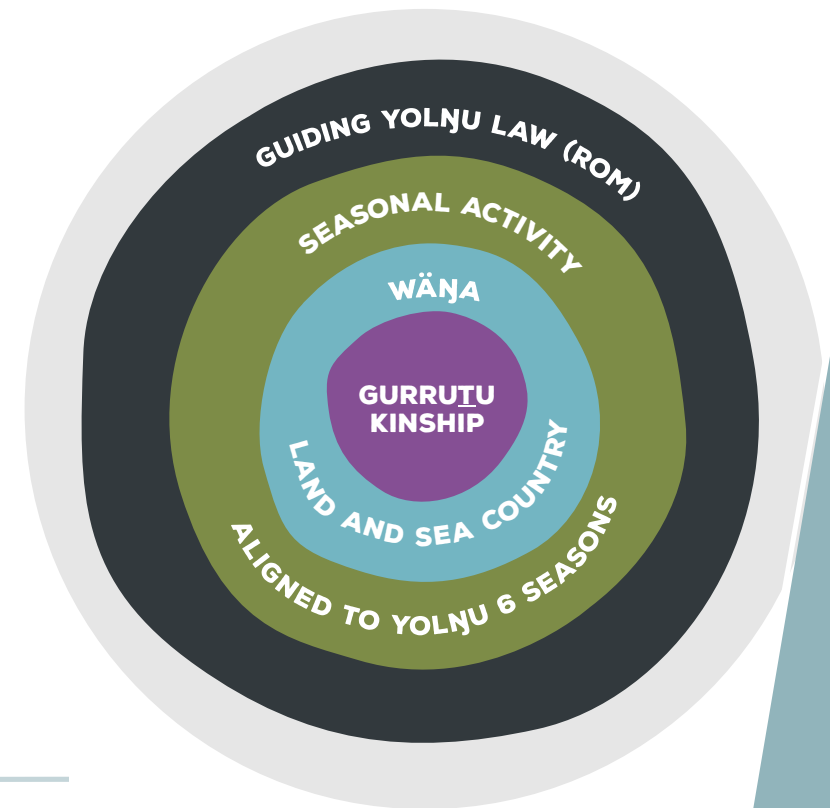 GUIDING YOLŊU LAW (ROM)
SEASONAL ACTIVITY
WÄŊA
GURRUṮU
KINSHIP
LAND AND SEA COUNTRY
ALIGNED TO YOLŊU 6 SEASONS